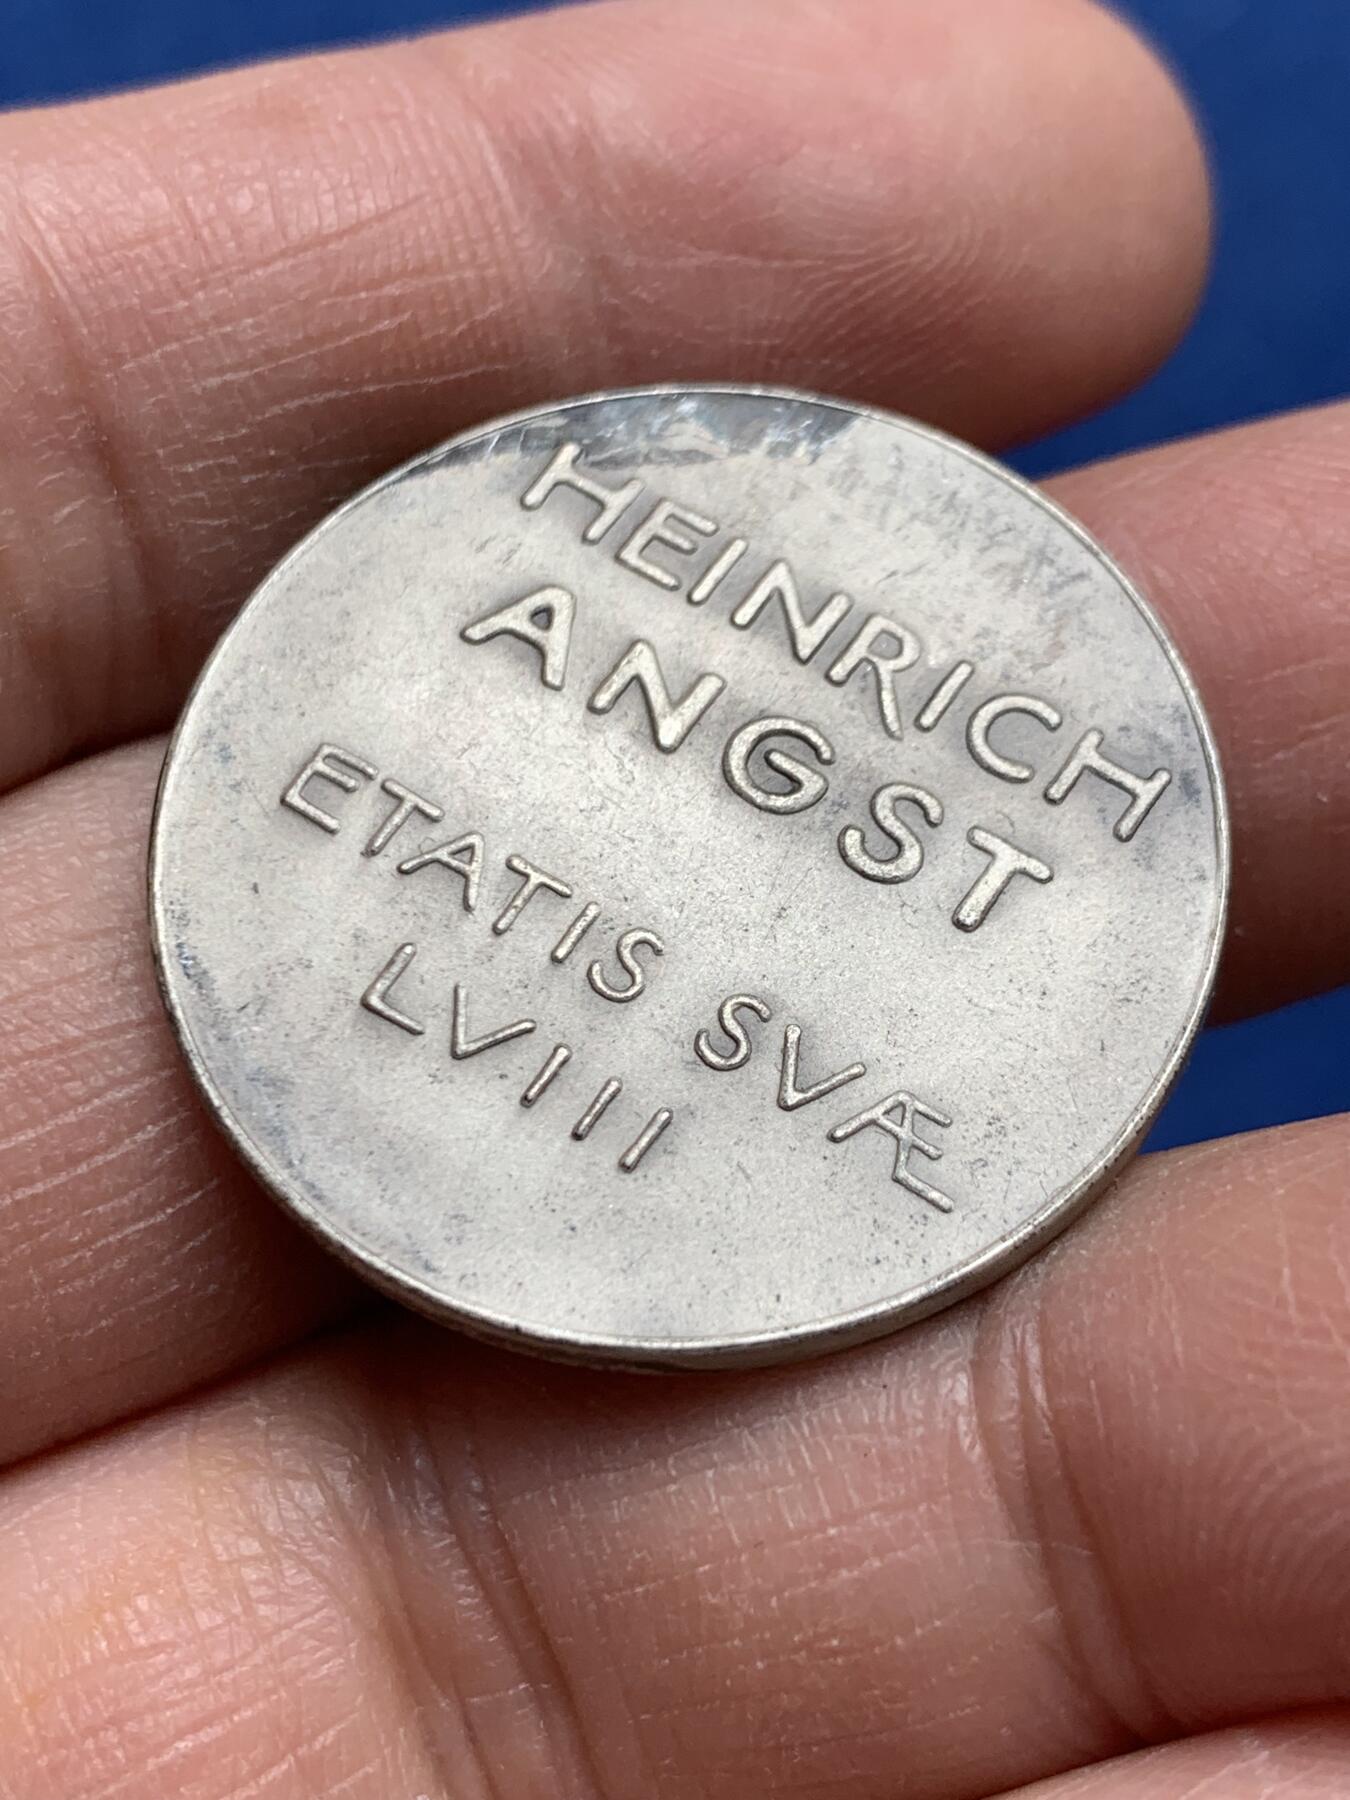 HEINRICH
ANGST
ETATIS SVÆ
LVIII